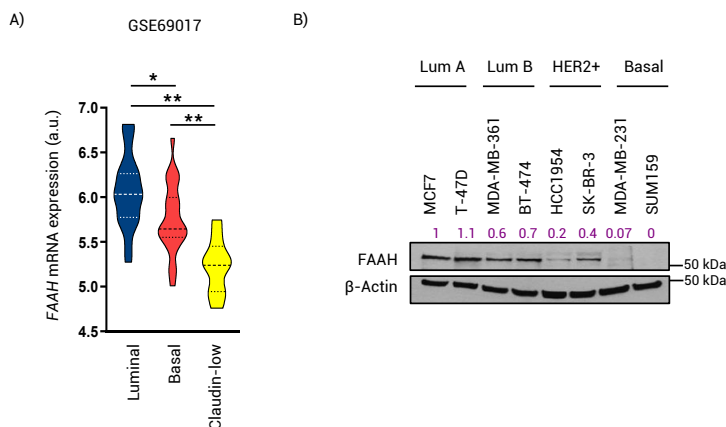 A)
GSE69017
*
**
**
FAAH mRNA expression (a.u.)
7.0
6.5
6.0
5.5
5.0
4.5
Luminal
Basal
Claudin-low
B)
Lum A Lum B HER2+ Basal
MCF7 T-47D MDA-MB-361 BT-474 HCC1954 SK-BR-3 MDA-MB-231 SUM159
1 1.1 0.6 0.7 0.2 0.4 0.07 0
FAAH
50 kDa
β-Actin
50 kDa